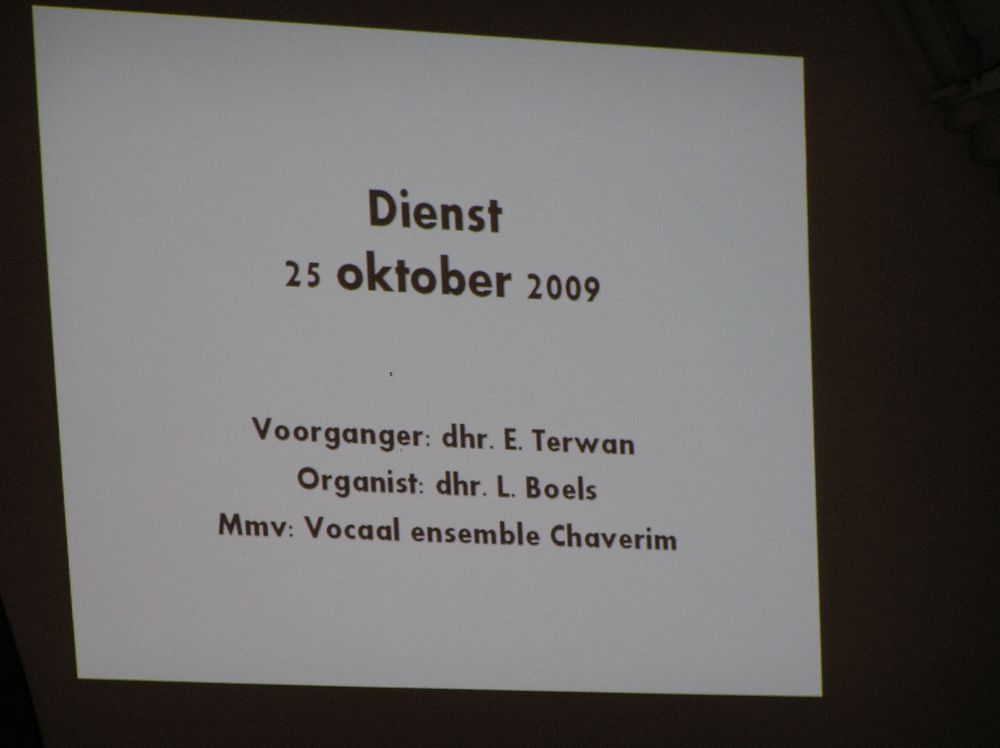 Dienst
25 oktober 2009
Voorganger: dhr. E. Terwan
Organist: dhr. L. Boels
Mmv: Vocaal ensemble Chaverim